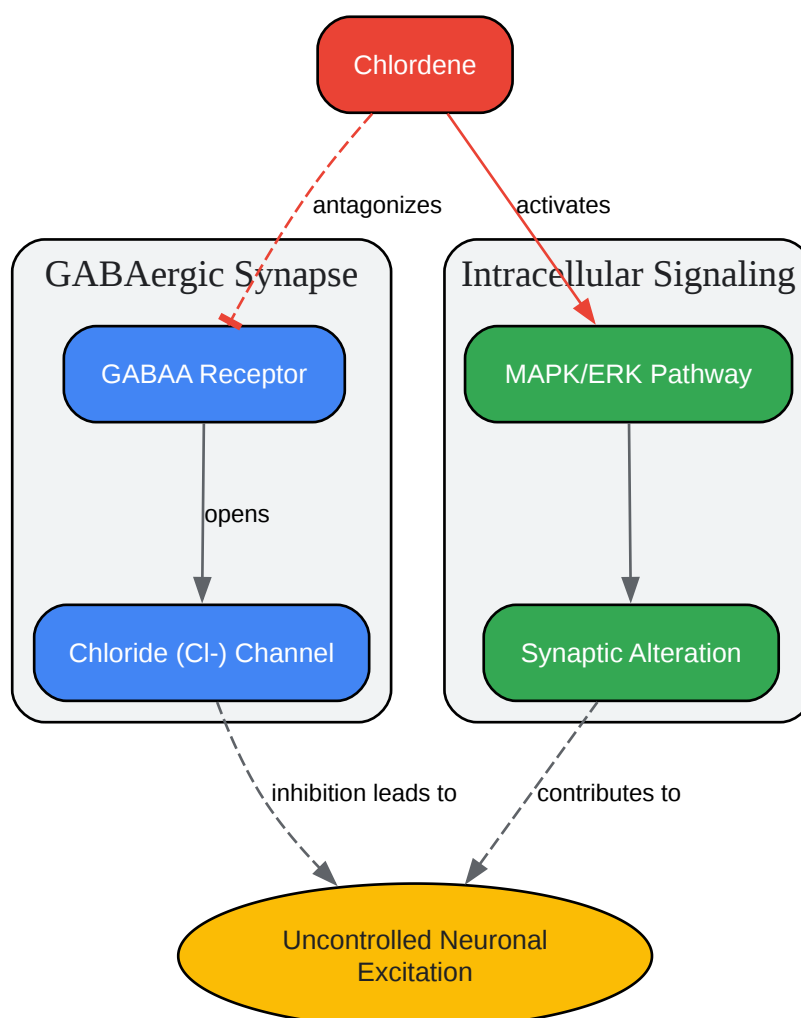 Chlordene
antagonizes
activates
GABAergic Synapse
Intracellular Signaling
GABAA Receptor
MAPK/ERK Pathway
opens
Chloride (Cl-) Channel
Synaptic Alteration
inhibition leads to
contributes to
Uncontrolled Neuronal
Excitation